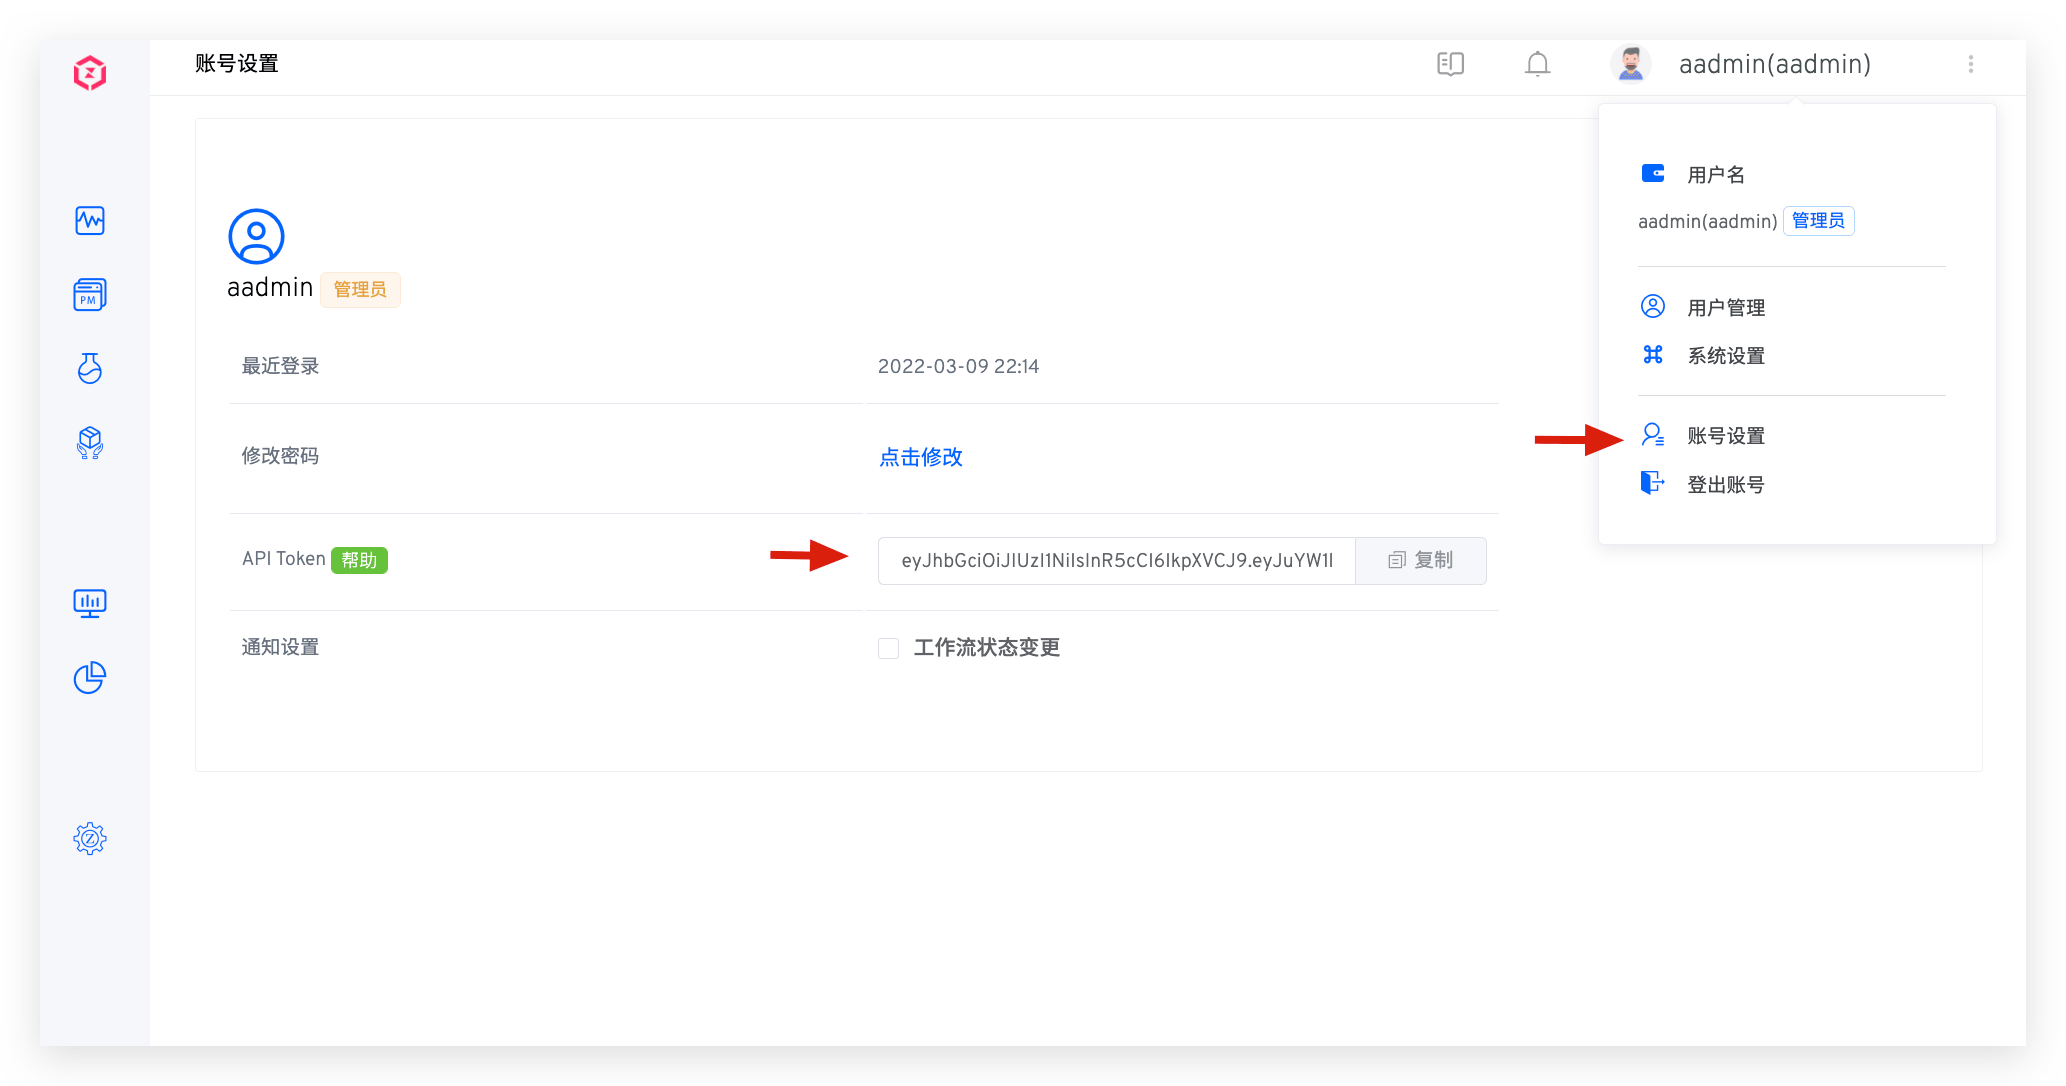 账号设置
aadmin(aadmin)
用户名
aadmin(aadmin) 管理员
用户管理
系统设置
账号设置
登出账号
PM
aadmin 管理员
最近登录 2022-03-09 22:14
修改密码 点击修改
API Token 帮助 eyJhbGciOiJIUzI1NiIsInR5cCI6IkpXVCJ9.eyJuYW1l 复制
通知设置 工作流状态变更